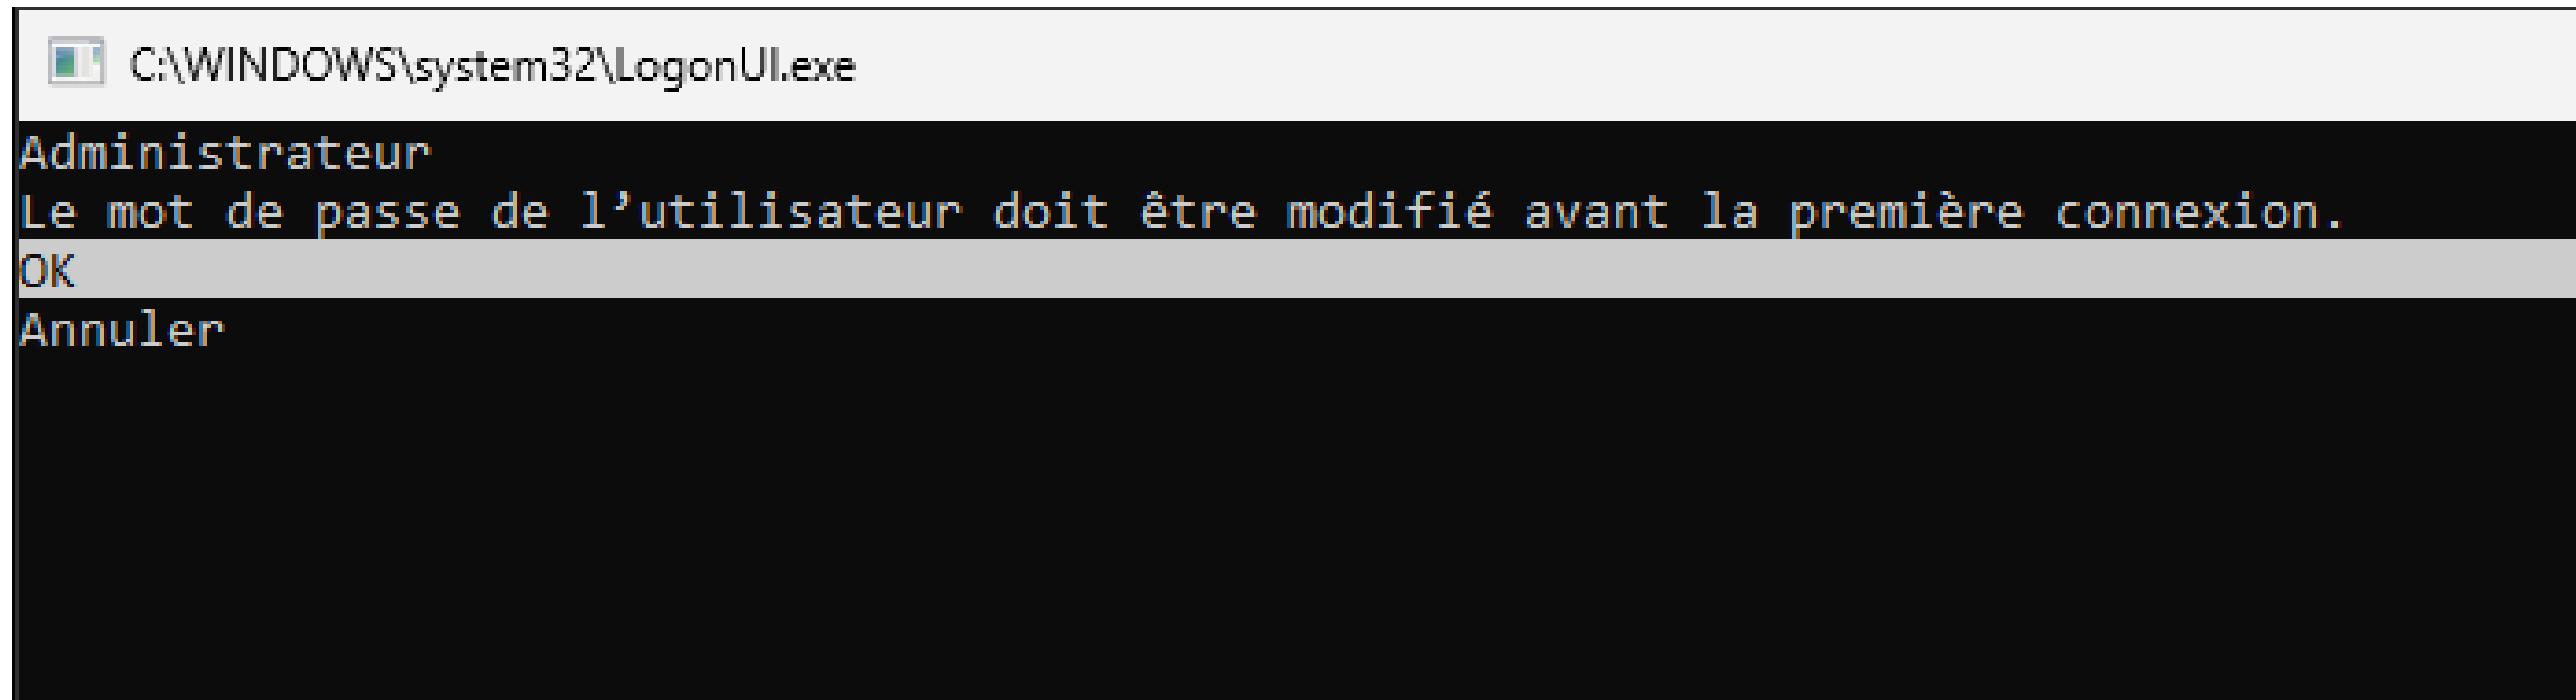 C:\WINDOWS\system32\LogonUI.exe
Administrateur
Le mot de passe de l’utilisateur doit être modifié avant la première connexion.
OK
Annuler